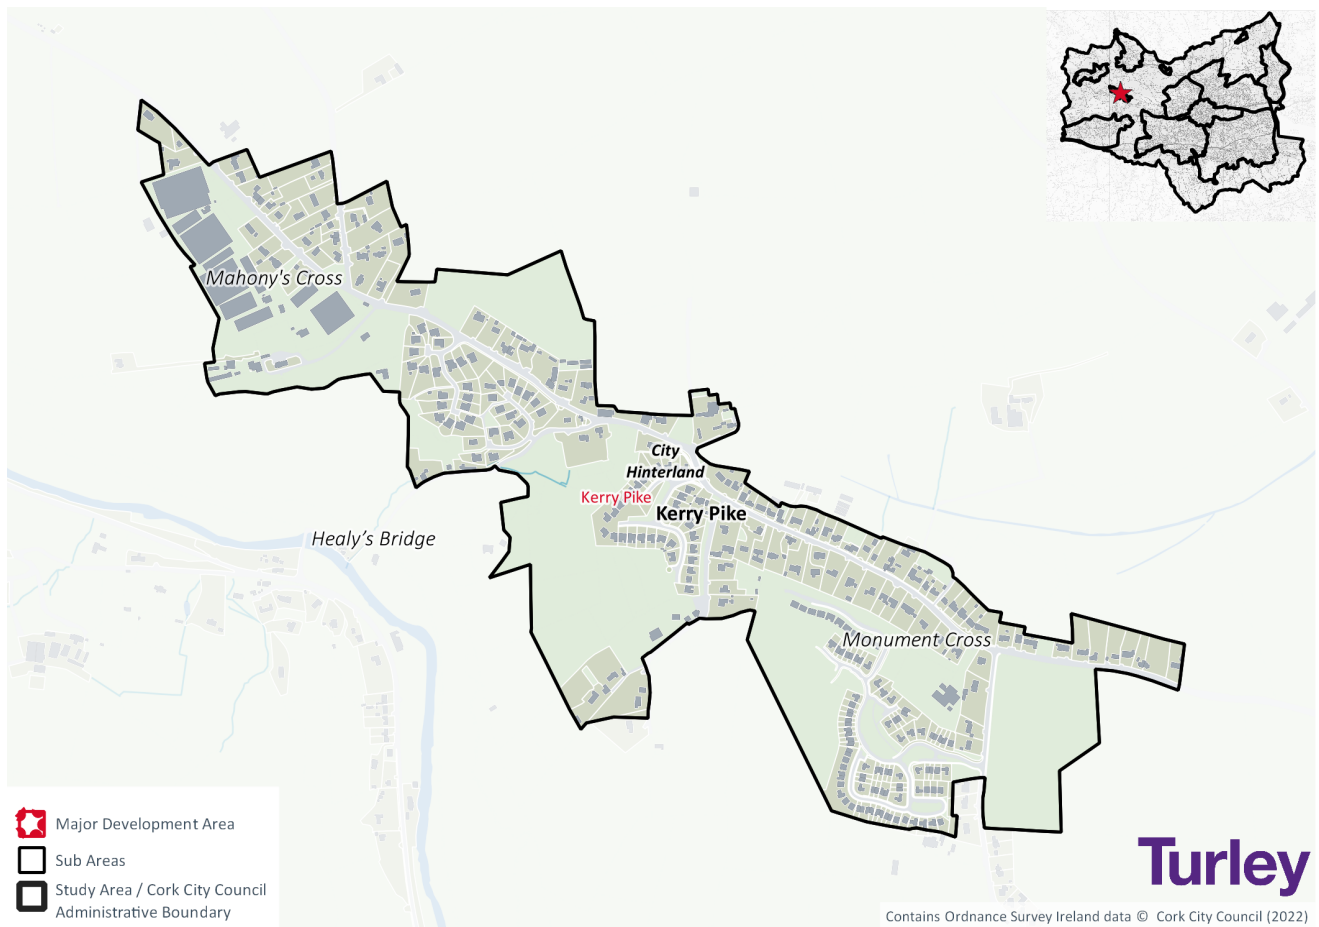 Mahony's Cross
City
Hinterland
Kerry Pike
Kerry Pike
Healy's Bridge
Monument Cross
Major Development Area
Sub Areas
Study Area / Cork City Council
Administrative Boundary
Turley
Contains Ordnance Survey Ireland data © Cork City Council (2022)